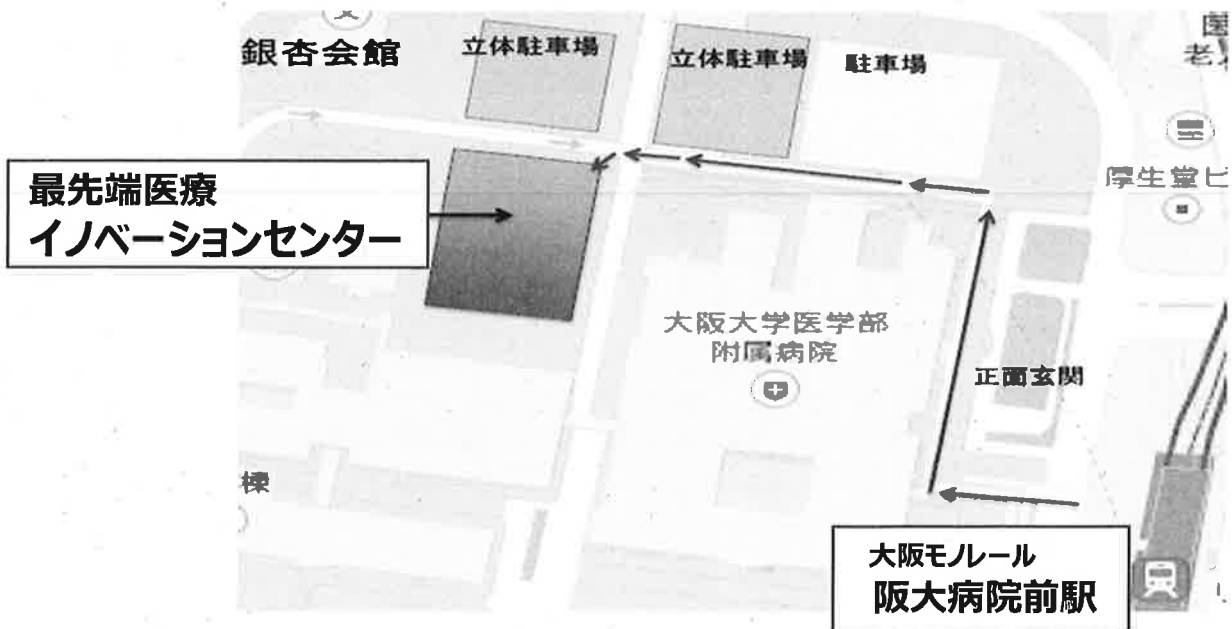 銀杏会館
立体駐車場
立体駐車場
駐車場
最先端医療
イノベーションセンター
厚生堂ビ
大阪大学医学部
附属病院
正面玄関
棟
大阪モノレール
阪大病院前駅